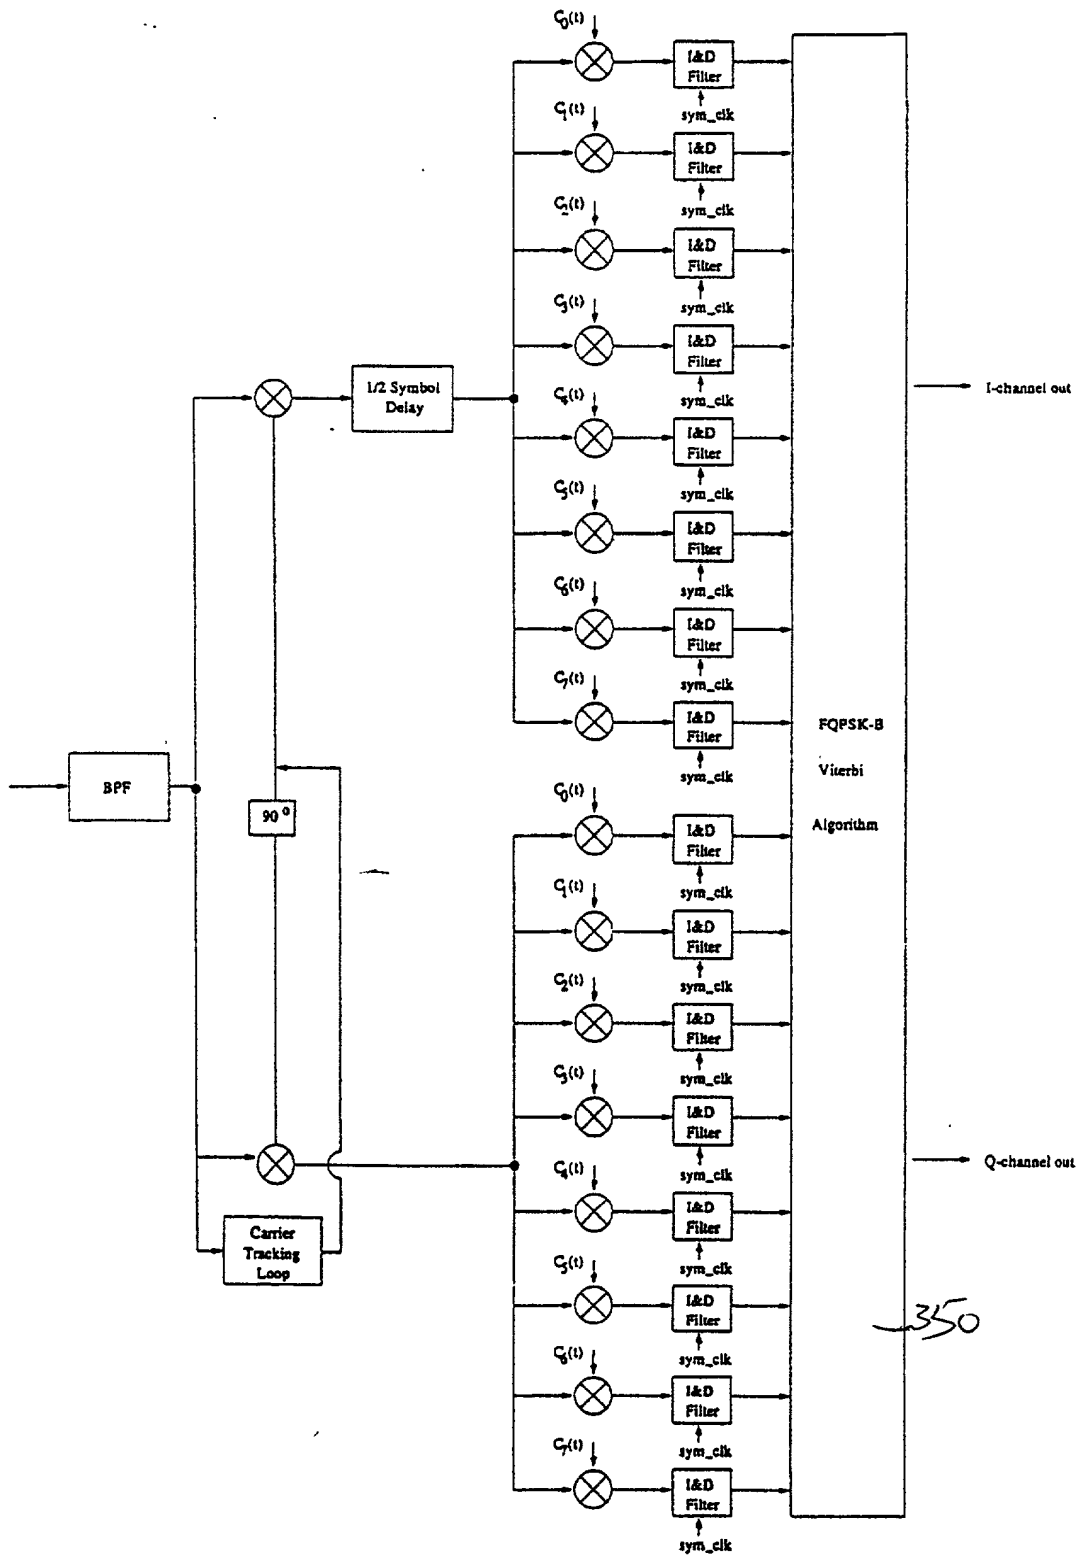 C0(t)
I&D
Filter
sym_clk
C1(t)
I&D
Filter
sym_clk
C2(t)
I&D
Filter
sym_clk
C3(t)
I&D
Filter
sym_clk
1/2 Symbol
Delay
C4(t)
I&D
Filter
sym_clk
I-channel out
C5(t)
I&D
Filter
sym_clk
C6(t)
I&D
Filter
sym_clk
C7(t)
I&D
Filter
sym_clk
FQPSK-B
Viterbi
Algorithm
BPF
90°
C0(t)
I&D
Filter
sym_clk
C1(t)
I&D
Filter
sym_clk
C2(t)
I&D
Filter
sym_clk
C3(t)
I&D
Filter
sym_clk
C4(t)
I&D
Filter
sym_clk
Q-channel out
Carrier
Tracking
Loop
C5(t)
I&D
Filter
sym_clk
350
C6(t)
I&D
Filter
sym_clk
C7(t)
I&D
Filter
sym_clk